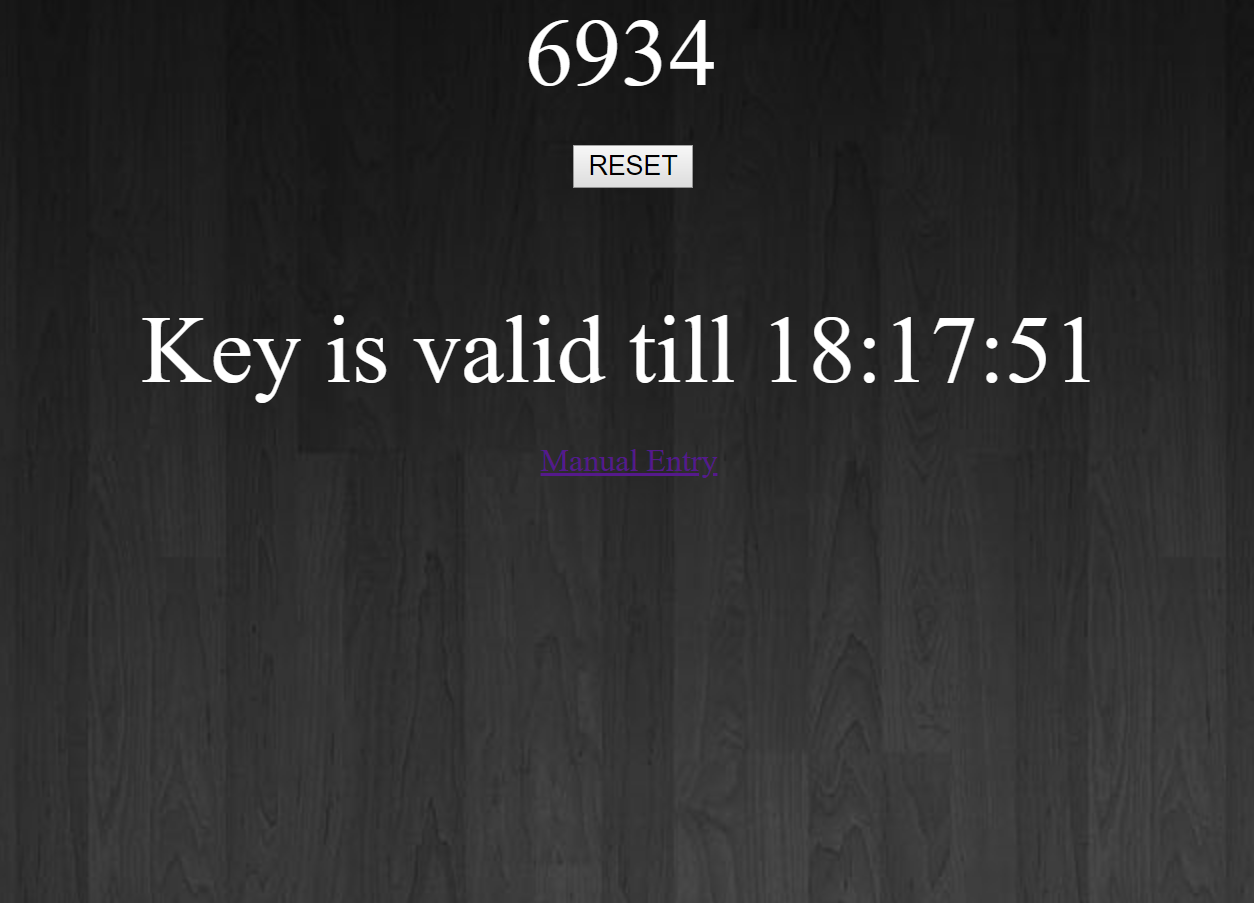 6934
RESET
Key is valid till 18:17:51
Manual Entry